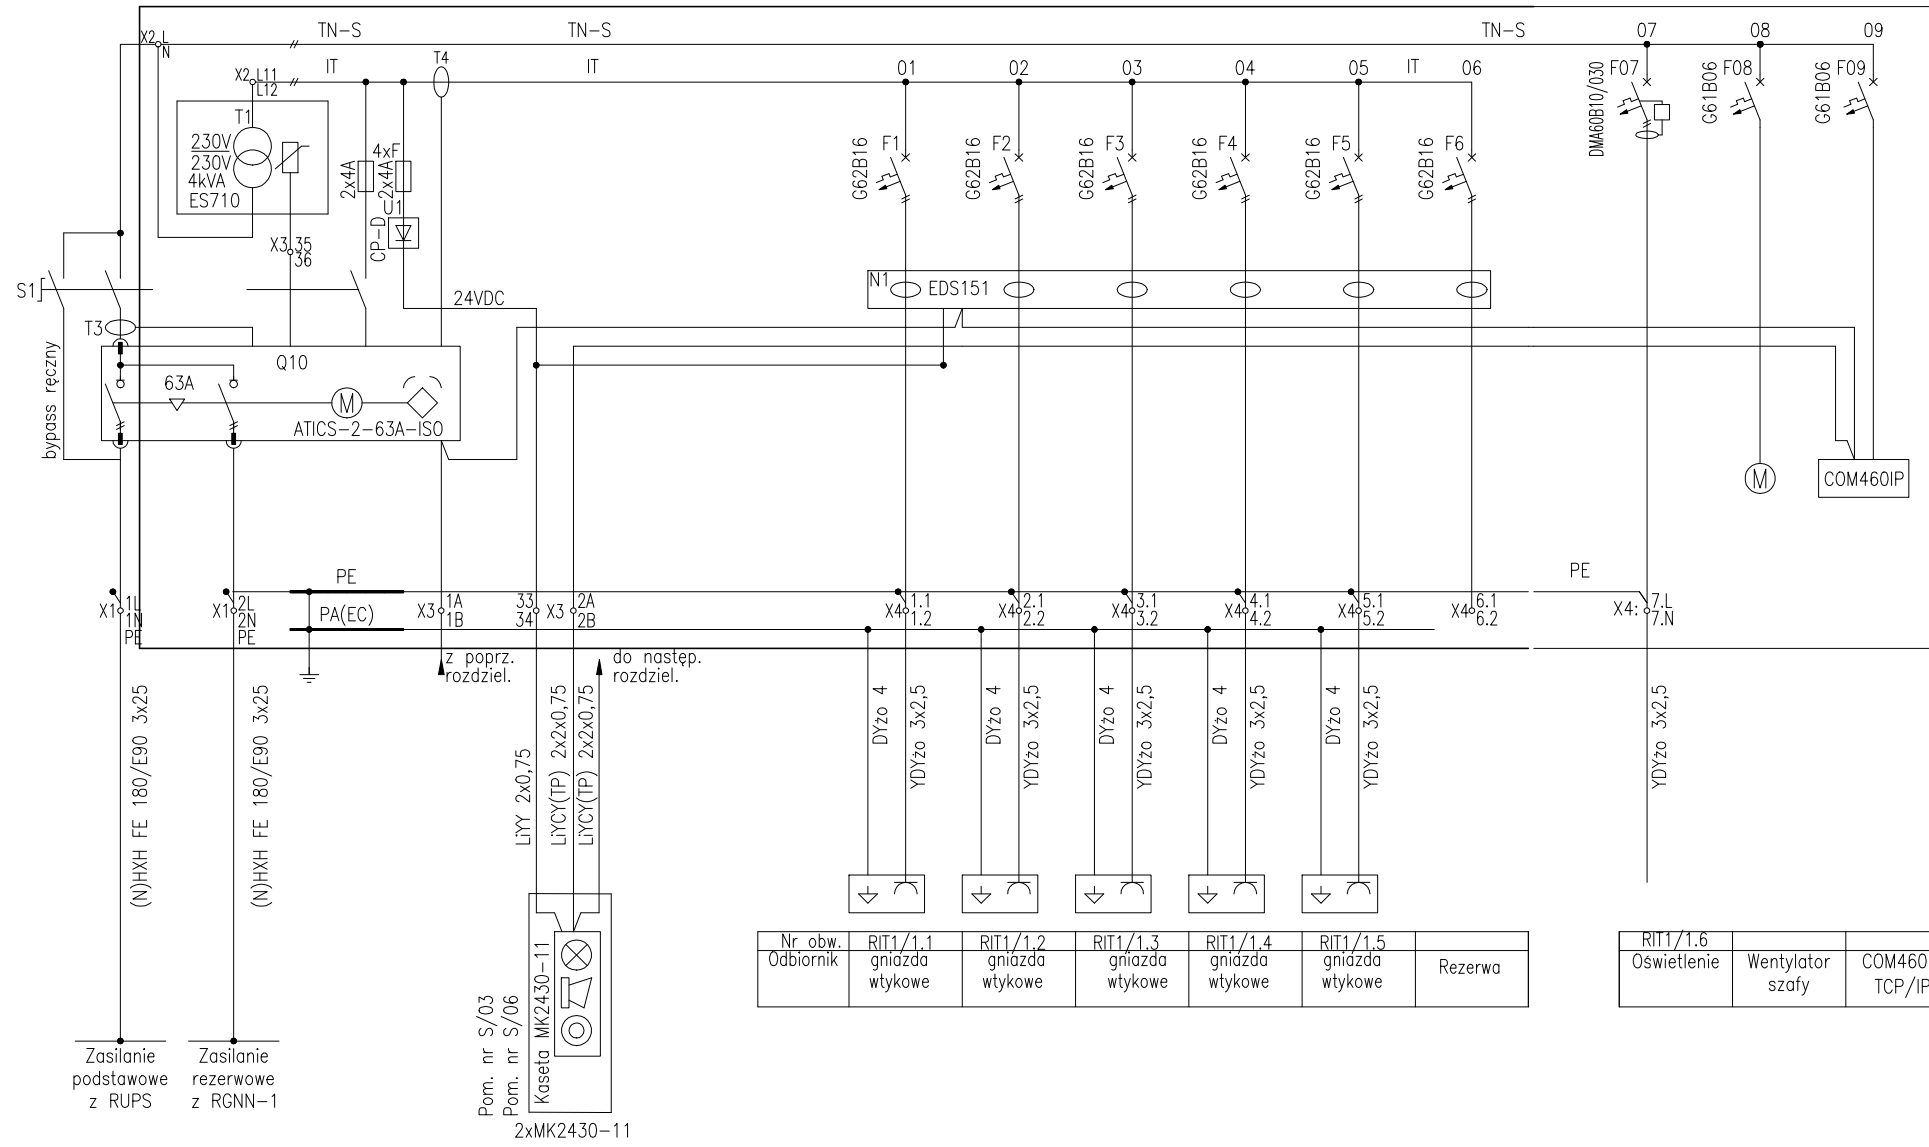 TN-S
TN-S
TN-S
07
08
09
X2
L
N
T4
IT
IT
IT
01
02
03
04
05
06
X2
L11
L12
T1
230V
230V
4kVA
ES710
2x4A
4xF
2x4A
U1
CP-D
X3
35
36
F1
G62B16
F2
G62B16
F3
G62B16
F4
G62B16
F5
G62B16
F6
G62B16
F07
DMA60B10/030
F08
G61B06
F09
G61B06
S1
24VDC
N1
EDS151
T3
bypass ręczny
Q10
63A
M
ATICS-2-63A-ISO
M
COM460IP
PE
PE
PA(EC)
X1
1L
1N
PE
X1
2L
2N
PE
X3
1A
1B
33
34
X3
2A
2B
X4
1.1
1.2
X4
2.1
2.2
X4
3.1
3.2
X4
4.1
4.2
X4
5.1
5.2
X4
6.1
6.2
X4:
7.L
7.N
z poprz.
rozdziel.
do następ.
rozdziel.
(N)HXH FE 180/E90 3x25
(N)HXH FE 180/E90 3x25
LiYY 2x0,75
LiYCY(TP) 2x2x0,75
LiYCY(TP) 2x2x0,75
DYżo 4
YDYżo 3x2,5
DYżo 4
YDYżo 3x2,5
DYżo 4
YDYżo 3x2,5
DYżo 4
YDYżo 3x2,5
DYżo 4
YDYżo 3x2,5
YDYżo 3x2,5
Nr obw.
RIT1/1.1
RIT1/1.2
RIT1/1.3
RIT1/1.4
RIT1/1.5
RIT1/1.6
Odbiornik
gniazda
wtykowe
gniazda
wtykowe
gniazda
wtykowe
gniazda
wtykowe
gniazda
wtykowe
Rezerwa
Oświetlenie
Wentylator
szafy
COM460
TCP/IP
Pom. nr S/03
Pom. nr S/06
Kaseta MK2430-11
2xMK2430-11
Zasilanie
podstawowe
z RUPS
Zasilanie
rezerwowe
z RGNN-1